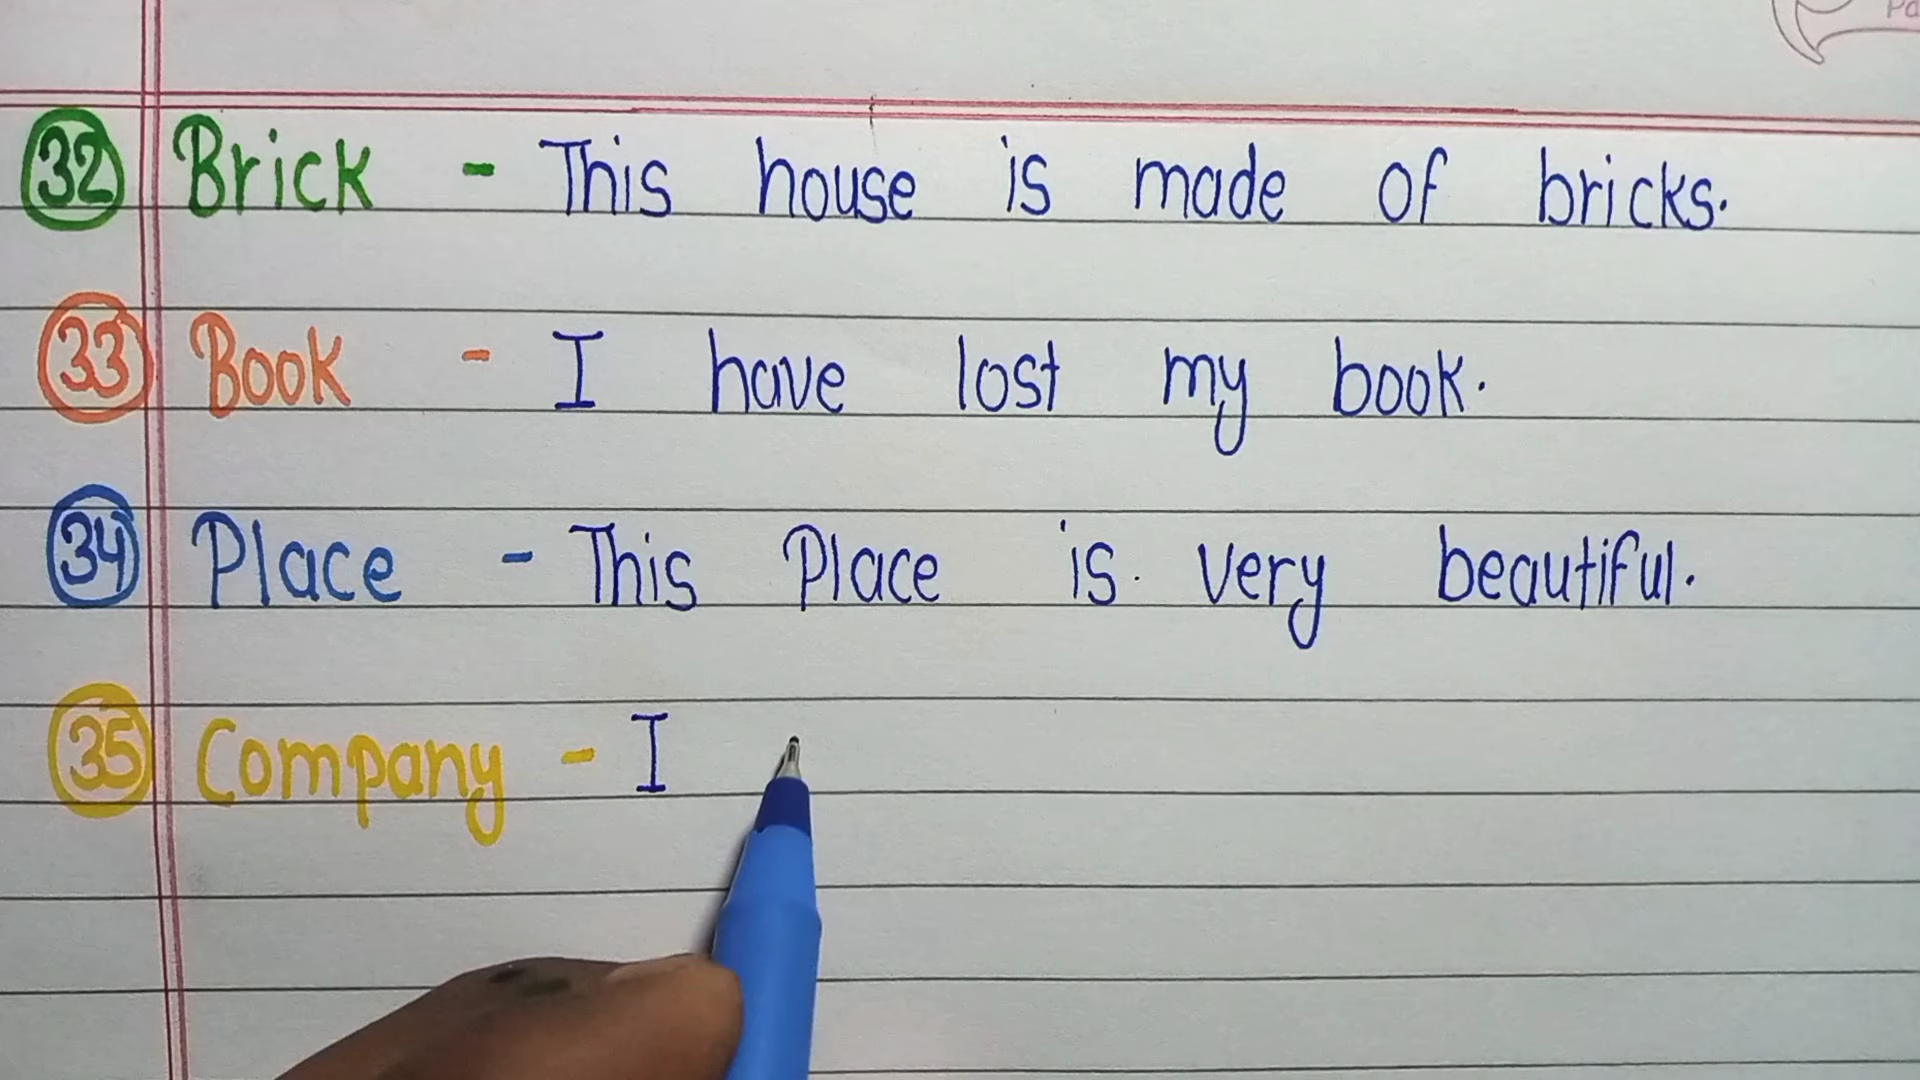 Pa
32 Brick - This house is made of bricks.
33 Book - I have lost my book.
34 Place - This Place is. very beautiful.
35 Company - I